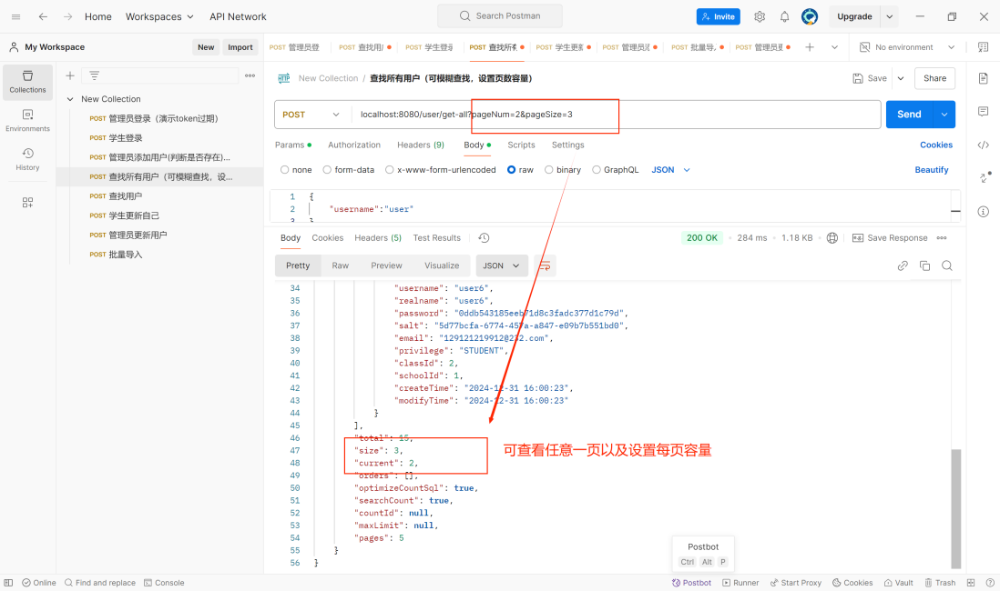 Home Workspaces API Network Search Postman Invite Upgrade
My Workspace New Import
POST 管理员登 POST 查找用户 POST 学生登录 POST 查找所有 POST 学生更新 POST 管理员添 POST 批量导入 POST 管理员更 No environment
Collections
Environments
History
New Collection
POST 管理员登录（演示token过期）
POST 学生登录
POST 管理员添加用户(判断是否存在)...
POST 查找所有用户（可模糊查找，设...
POST 查找用户
POST 学生更新自己
POST 管理员更新用户
POST 批量导入
HTTP New Collection / 查找所有用户（可模糊查找，设置页数容量） Save Share
POST localhost:8080/user/get-all?pageNum=2&pageSize=3 Send
Params Authorization Headers (9) Body Scripts Settings Cookies
none form-data x-www-form-urlencoded raw binary GraphQL JSON Beautify
1 {
2 "username":"user"
3 }
Body Cookies Headers (5) Test Results 200 OK 284 ms 1.18 KB Save Response
Pretty Raw Preview Visualize JSON
34 "username": "user6",
35 "realname": "user6",
36 "password": "0ddb543185eeb71d8c3fadc377d1c79d",
37 "salt": "5d77bcfa-6774-457a-a847-e09b7b551bd0",
38 "email": "129121219912@232.com",
39 "privilege": "STUDENT",
40 "classId": 2,
41 "schoolId": 1,
42 "createTime": "2024-12-31 16:00:23",
43 "modifyTime": "2024-12-31 16:00:23"
44 }
45 ],
46 "total": 15,
47 "size": 3,
48 "current": 2,
49 "orders": [],
50 "optimizeCountSql": true,
51 "searchCount": true,
52 "countId": null,
53 "maxLimit": null,
54 "pages": 5
55 }
56 }
可查看任意一页以及设置每页容量
Postbot
Ctrl Alt P
Online Find and replace Console Postbot Runner Start Proxy Cookies Vault Trash